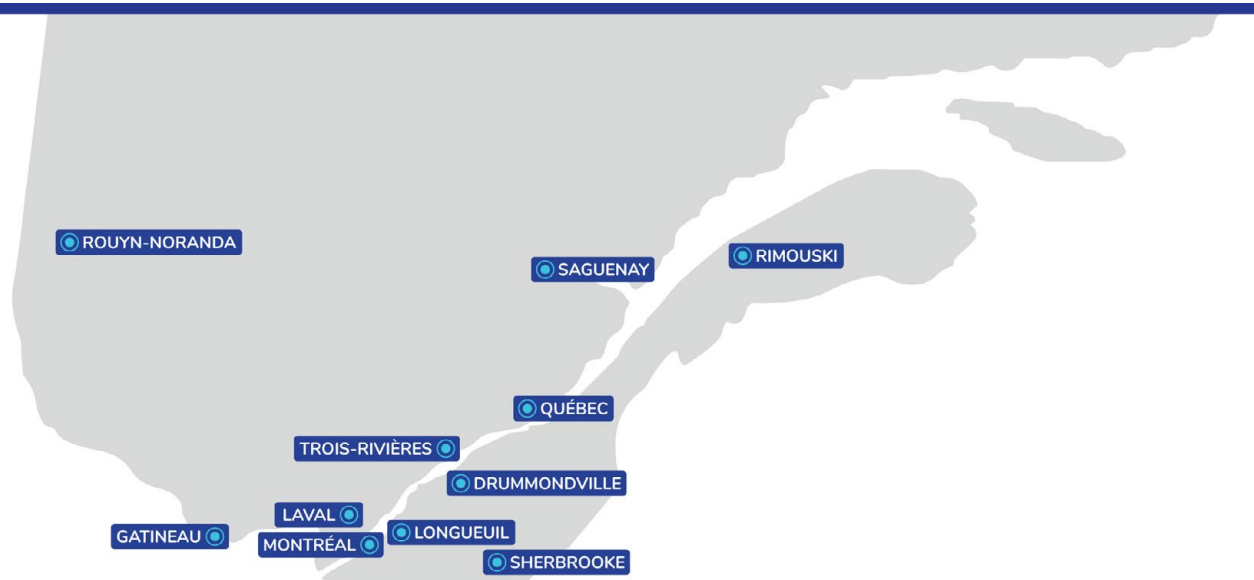 ROUYN-NORANDA
SAGUENAY
RIMOUSKI
QUÉBEC
TROIS-RIVIÈRES
DRUMMONDVILLE
LAVAL
LONGUEUIL
GATINEAU
MONTRÉAL
SHERBROOKE